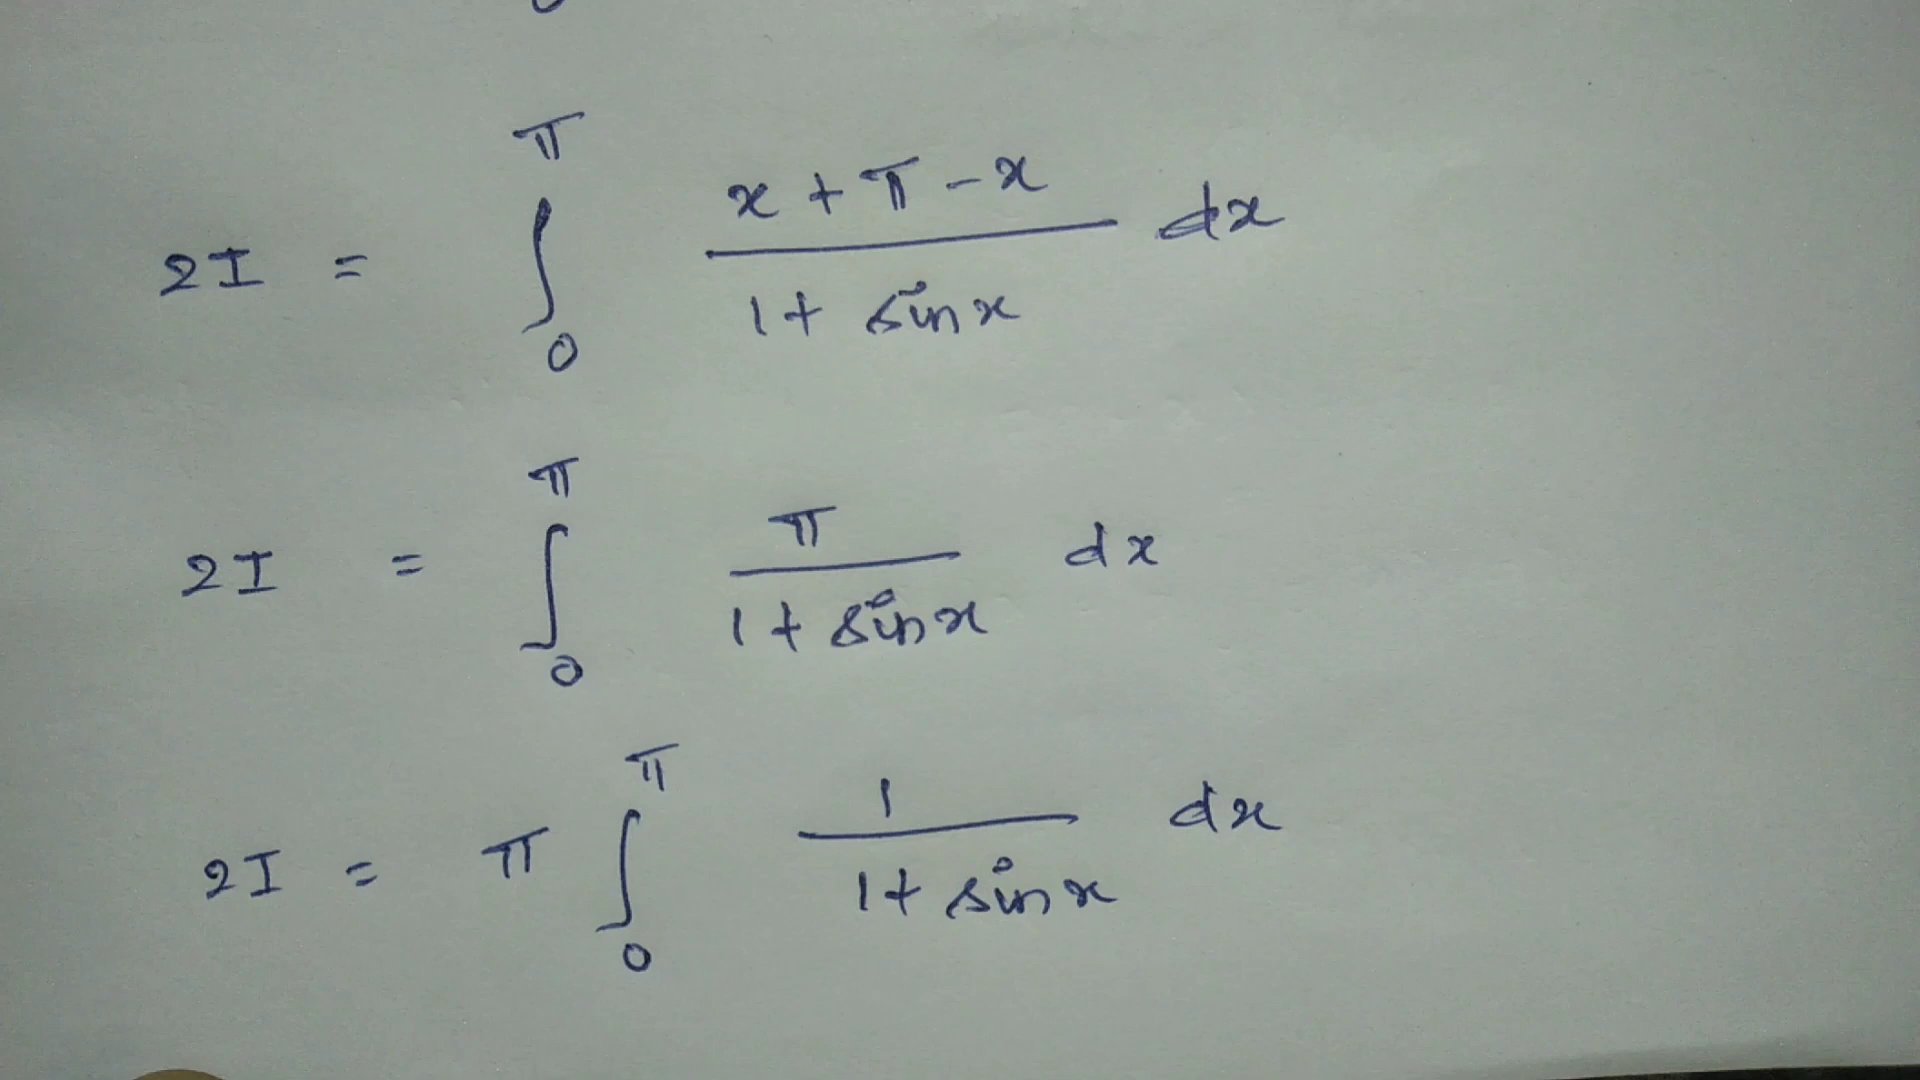 2I = ∫₀^π (x + π - x)/(1 + sin x) dx
2I = ∫₀^π π/(1 + sin x) dx
2I = π ∫₀^π 1/(1 + sin x) dx